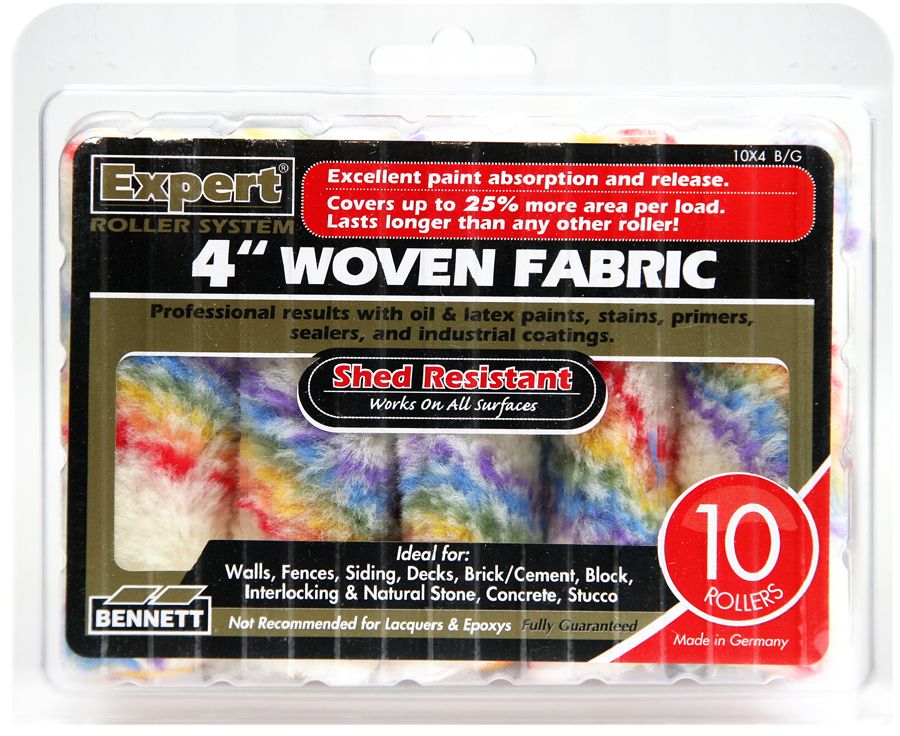 10X4 B/G
Expert®
ROLLER SYSTEM
Excellent paint absorption and release.
Covers up to 25% more area per load.
Lasts longer than any other roller!
4“ WOVEN FABRIC
Professional results with oil & latex paints, stains, primers,
sealers, and industrial coatings.
Shed Resistant
Works On All Surfaces
10
ROLLERS
Ideal for:
Walls, Fences, Siding, Decks, Brick/Cement, Block,
Interlocking & Natural Stone, Concrete, Stucco
BENNETT
Not Recommended for Lacquers & Epoxys Fully Guaranteed
Made in Germany